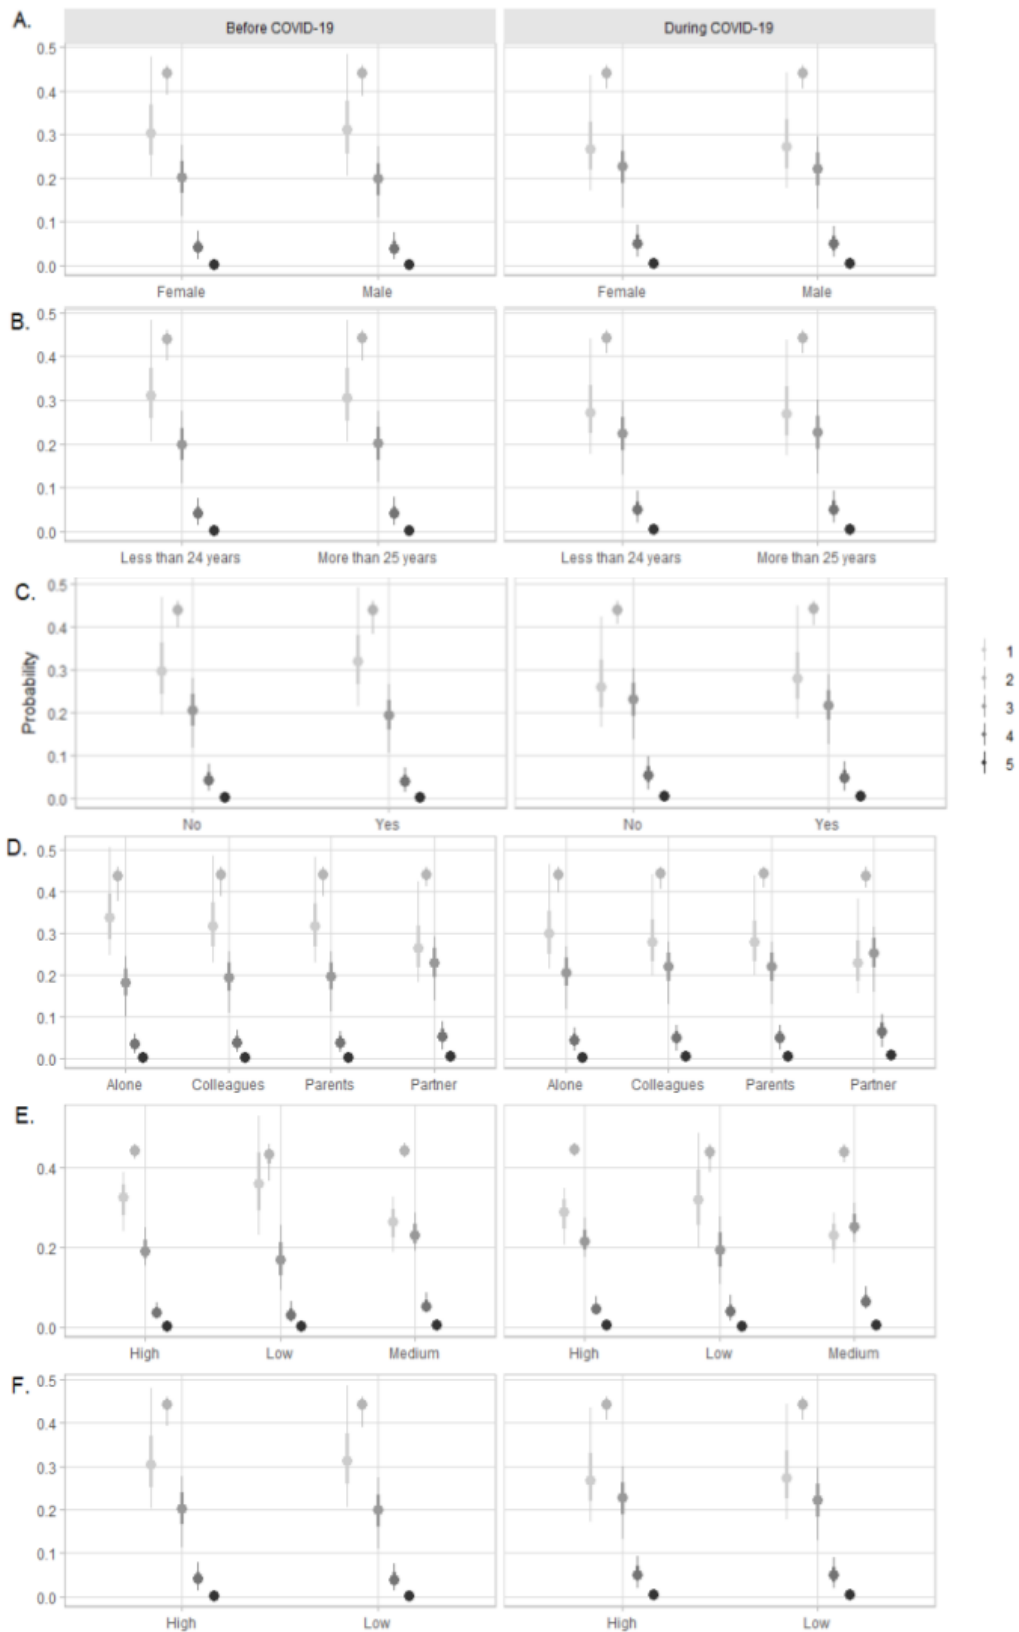 A.
Before COVID-19 During COVID-19
0.5
0.4
0.3
0.2
0.1
0.0
Female Male Female Male
B.
0.5
0.4
0.3
0.2
0.1
0.0
Less than 24 years More than 25 years Less than 24 years More than 25 years
C.
0.5
0.4
0.3
0.2
0.1
0.0
Probability
No Yes No Yes
1
2
3
4
5
D.
0.5
0.4
0.3
0.2
0.1
0.0
Alone Colleagues Parents Partner Alone Colleagues Parents Partner
E.
0.4
0.2
0.0
High Low Medium High Low Medium
F.
0.5
0.4
0.3
0.2
0.1
0.0
High Low High Low